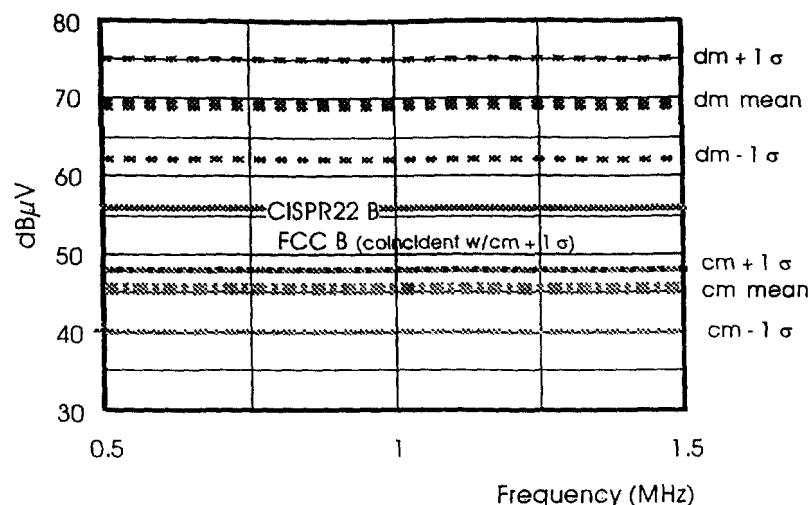 80
70
60
50
40
30
dBμV
dm + 1 σ
dm mean
dm - 1 σ
CISPR22 B
FCC B (coincident w/cm + 1 σ)
cm + 1 σ
cm mean
cm - 1 σ
0.5
1
1.5
Frequency (MHz)